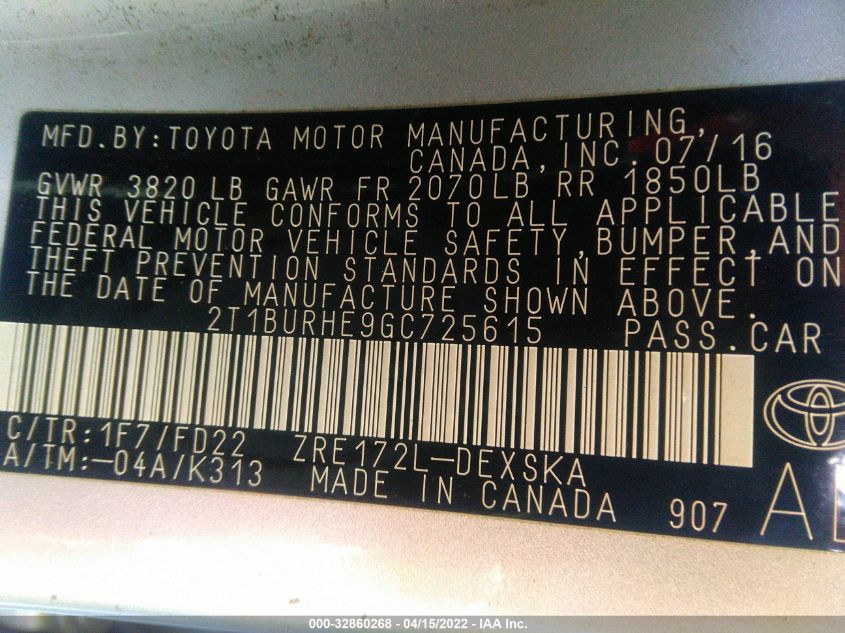 MFD.BY:TOYOTA MOTOR MANUFACTURING,
CANADA,INC.07/16
GVWR 3820LB GAWR FR 2070LB RR 1850LB
THIS VEHICLE CONFORMS TO ALL APPLICABLE
FEDERAL MOTOR VEHICLE SAFETY,BUMPER,AND
THEFT PREVENTION STANDARDS IN EFFECT ON
THE DATE OF MANUFACTURE SHOWN ABOVE.
2T1BURHE9GC725615 PASS.CAR
C/TR:1F7/FD22 ZRE172L-DEXSKA
A/TM:-04A/K313 MADE IN CANADA 907
000-32860268 - 04/15/2022 - IAA Inc.